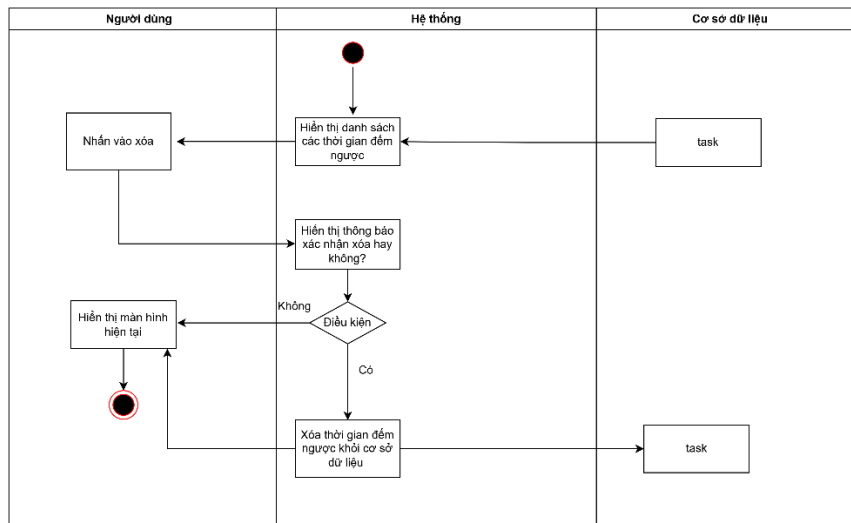 Người dùng
Hệ thống
Cơ sở dữ liệu
Nhấn vào xóa
Hiển thị danh sách
các thời gian đếm
ngược
task
Hiển thị thông báo
xác nhận xóa hay
không?
Hiển thị màn hình
hiện tại
Không
Điều kiện
Có
Xóa thời gian đếm
ngược khỏi cơ sở
dữ liệu
task